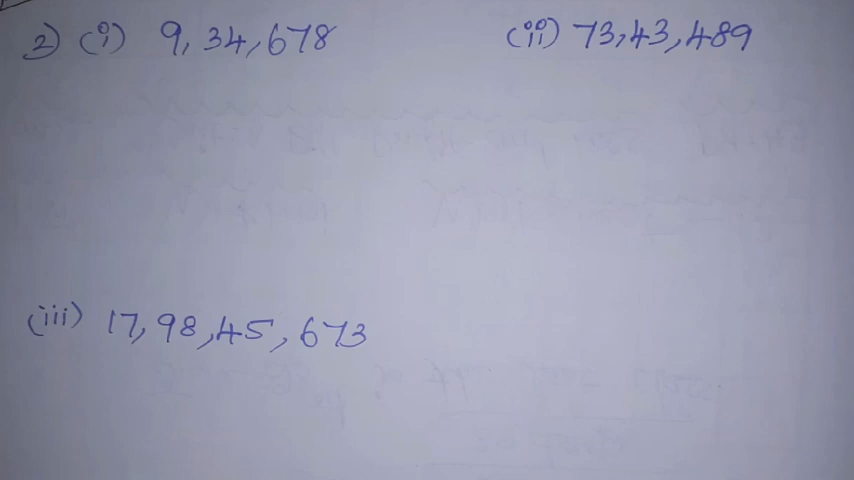 2) (i) 9,34,678 (ii) 73,43,489
(iii) 17,98,45,673